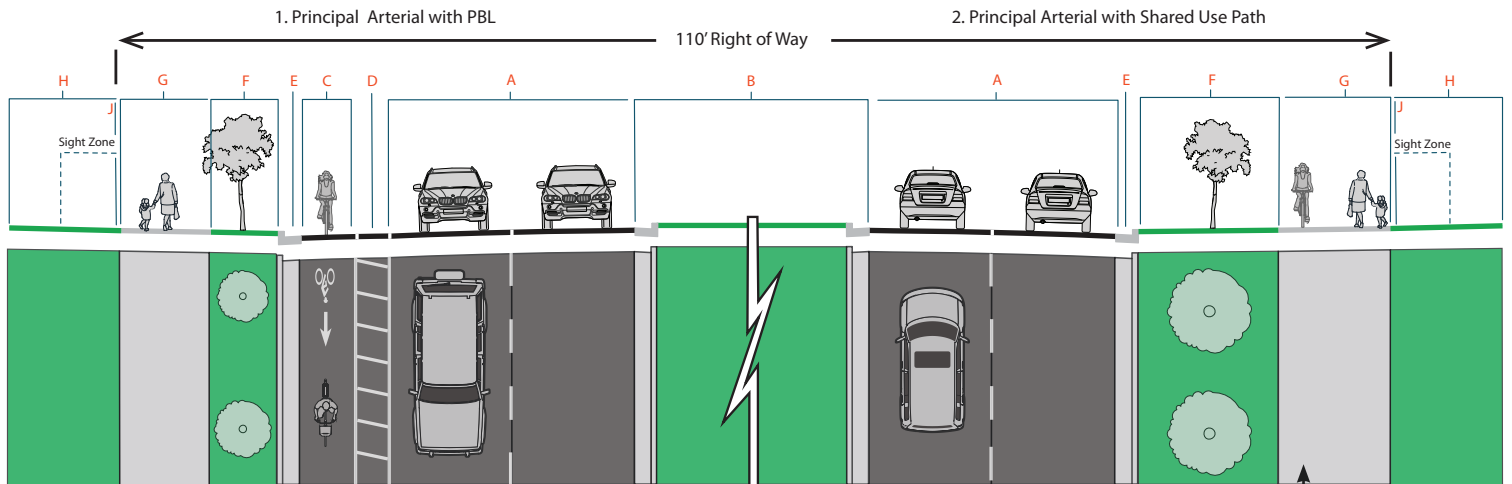 1. Principal Arterial with PBL
2. Principal Arterial with Shared Use Path
110' Right of Way
H G F E C D A B A E F G H
J J
Sight Zone Sight Zone